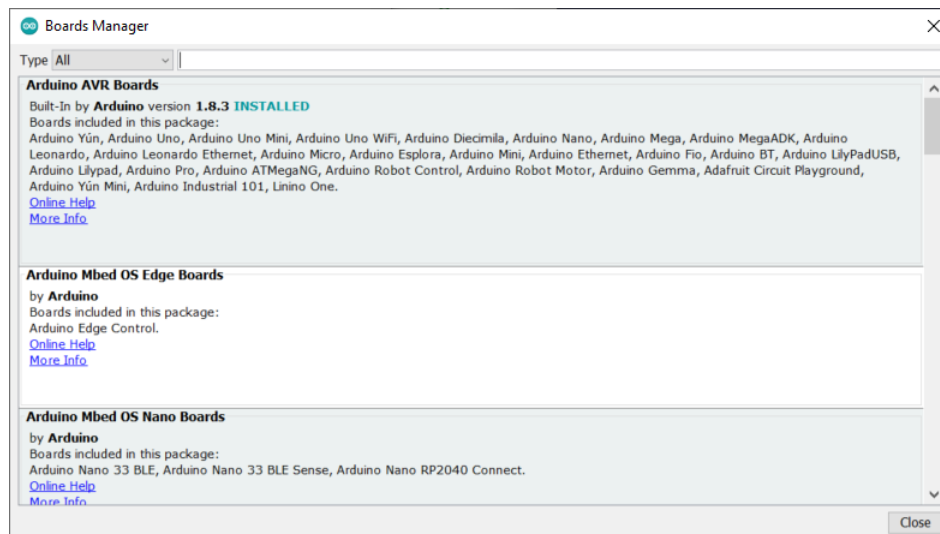 Boards Manager
Type All
Arduino AVR Boards
Built-In by Arduino version 1.8.3 INSTALLED
Boards included in this package:
Arduino Yún, Arduino Uno, Arduino Uno Mini, Arduino Uno WiFi, Arduino Diecimila, Arduino Nano, Arduino Mega, Arduino MegaADK, Arduino
Leonardo, Arduino Leonardo Ethernet, Arduino Micro, Arduino Esplora, Arduino Mini, Arduino Ethernet, Arduino Fio, Arduino BT, Arduino LilyPadUSB,
Arduino Lilypad, Arduino Pro, Arduino ATMegaNG, Arduino Robot Control, Arduino Robot Motor, Arduino Gemma, Adafruit Circuit Playground,
Arduino Yún Mini, Arduino Industrial 101, Linino One.
Online Help
More Info
Arduino Mbed OS Edge Boards
by Arduino
Boards included in this package:
Arduino Edge Control.
Online Help
More Info
Arduino Mbed OS Nano Boards
by Arduino
Boards included in this package:
Arduino Nano 33 BLE, Arduino Nano 33 BLE Sense, Arduino Nano RP2040 Connect.
Online Help
More Info
Close